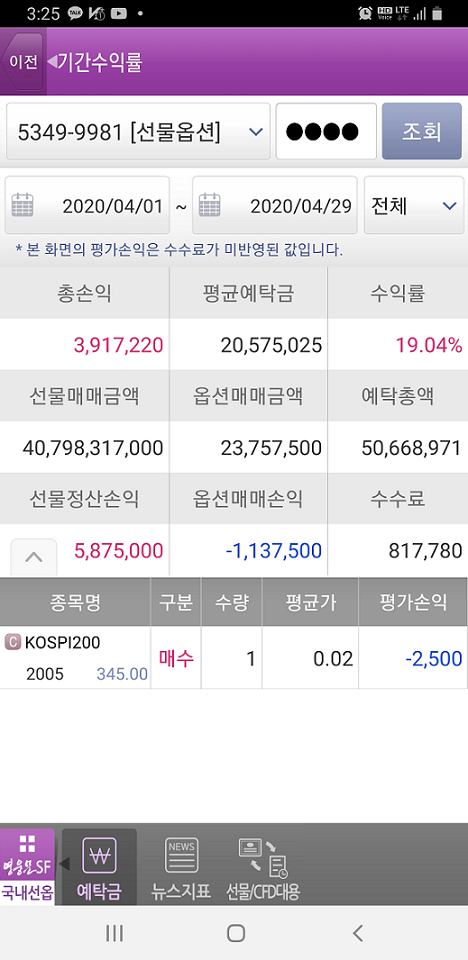 3:25 TALK LTE
HD Voice
이전 기간수익률
5349-9981 [선물옵션] ●●●● 조회
2020/04/01 ~ 2020/04/29 전체
* 본 화면의 평가손익은 수수료가 미반영된 값입니다.
총손익 평균예탁금 수익률
3,917,220 20,575,025 19.04%
선물매매금액 옵션매매금액 예탁총액
40,798,317,000 23,757,500 50,668,971
선물정산손익 옵션매매손익 수수료
5,875,000 -1,137,500 817,780
종목명 구분 수량 평균가 평가손익
C KOSPI200 매수 1 0.02 -2,500
2005 345.00
영웅문SF
국내선옵 예탁금 NEWS 뉴스지표 선물/CFD대용